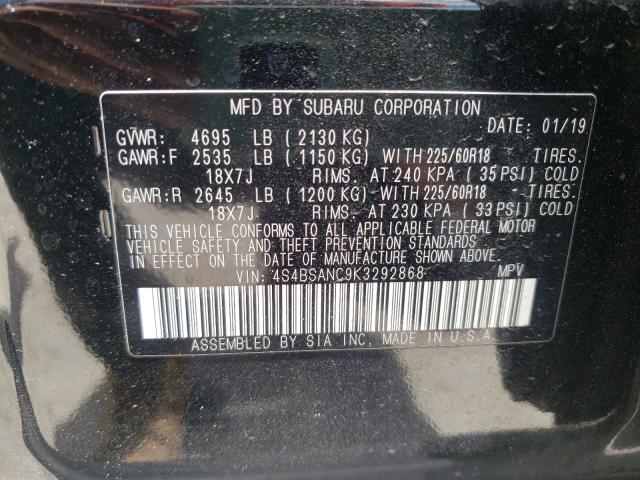 MFD BY SUBARU CORPORATION
DATE: 01/19
GVWR: 4695 LB (2130 KG)
GAWR:F 2535 LB (1150 KG) WITH 225/60R18 TIRES.
18X7J RIMS. AT 240 KPA (35 PSI) COLD
GAWR:R 2645 LB (1200 KG) WITH 225/60R18 TIRES.
18X7J RIMS. AT 230 KPA (33 PSI) COLD
THIS VEHICLE CONFORMS TO ALL APPLICABLE FEDERAL MOTOR
VEHICLE SAFETY AND THEFT PREVENTION STANDARDS
IN EFFECT ON THE DATE OF MANUFACTURE SHOWN ABOVE.
VIN: 4S4BSANC9K3292868 MPV
ASSEMBLED BY SIA INC. MADE IN U.S.A.